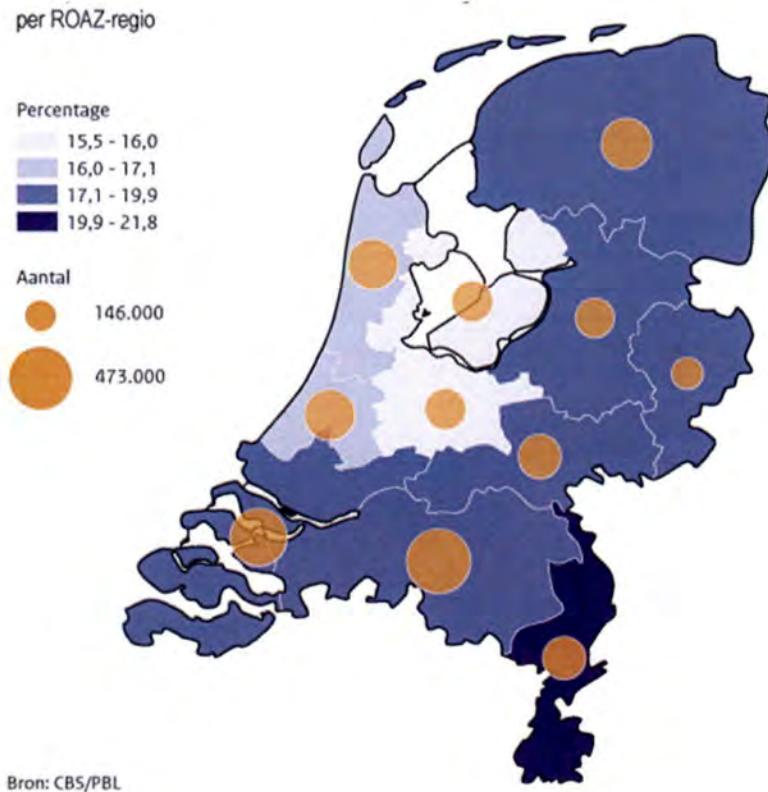 per ROAZ-regio
Percentage
15,5 - 16,0
16,0 - 17,1
17,1 - 19,9
19,9 - 21,8
Aantal
146.000
473.000
Bron: CBS/PBL